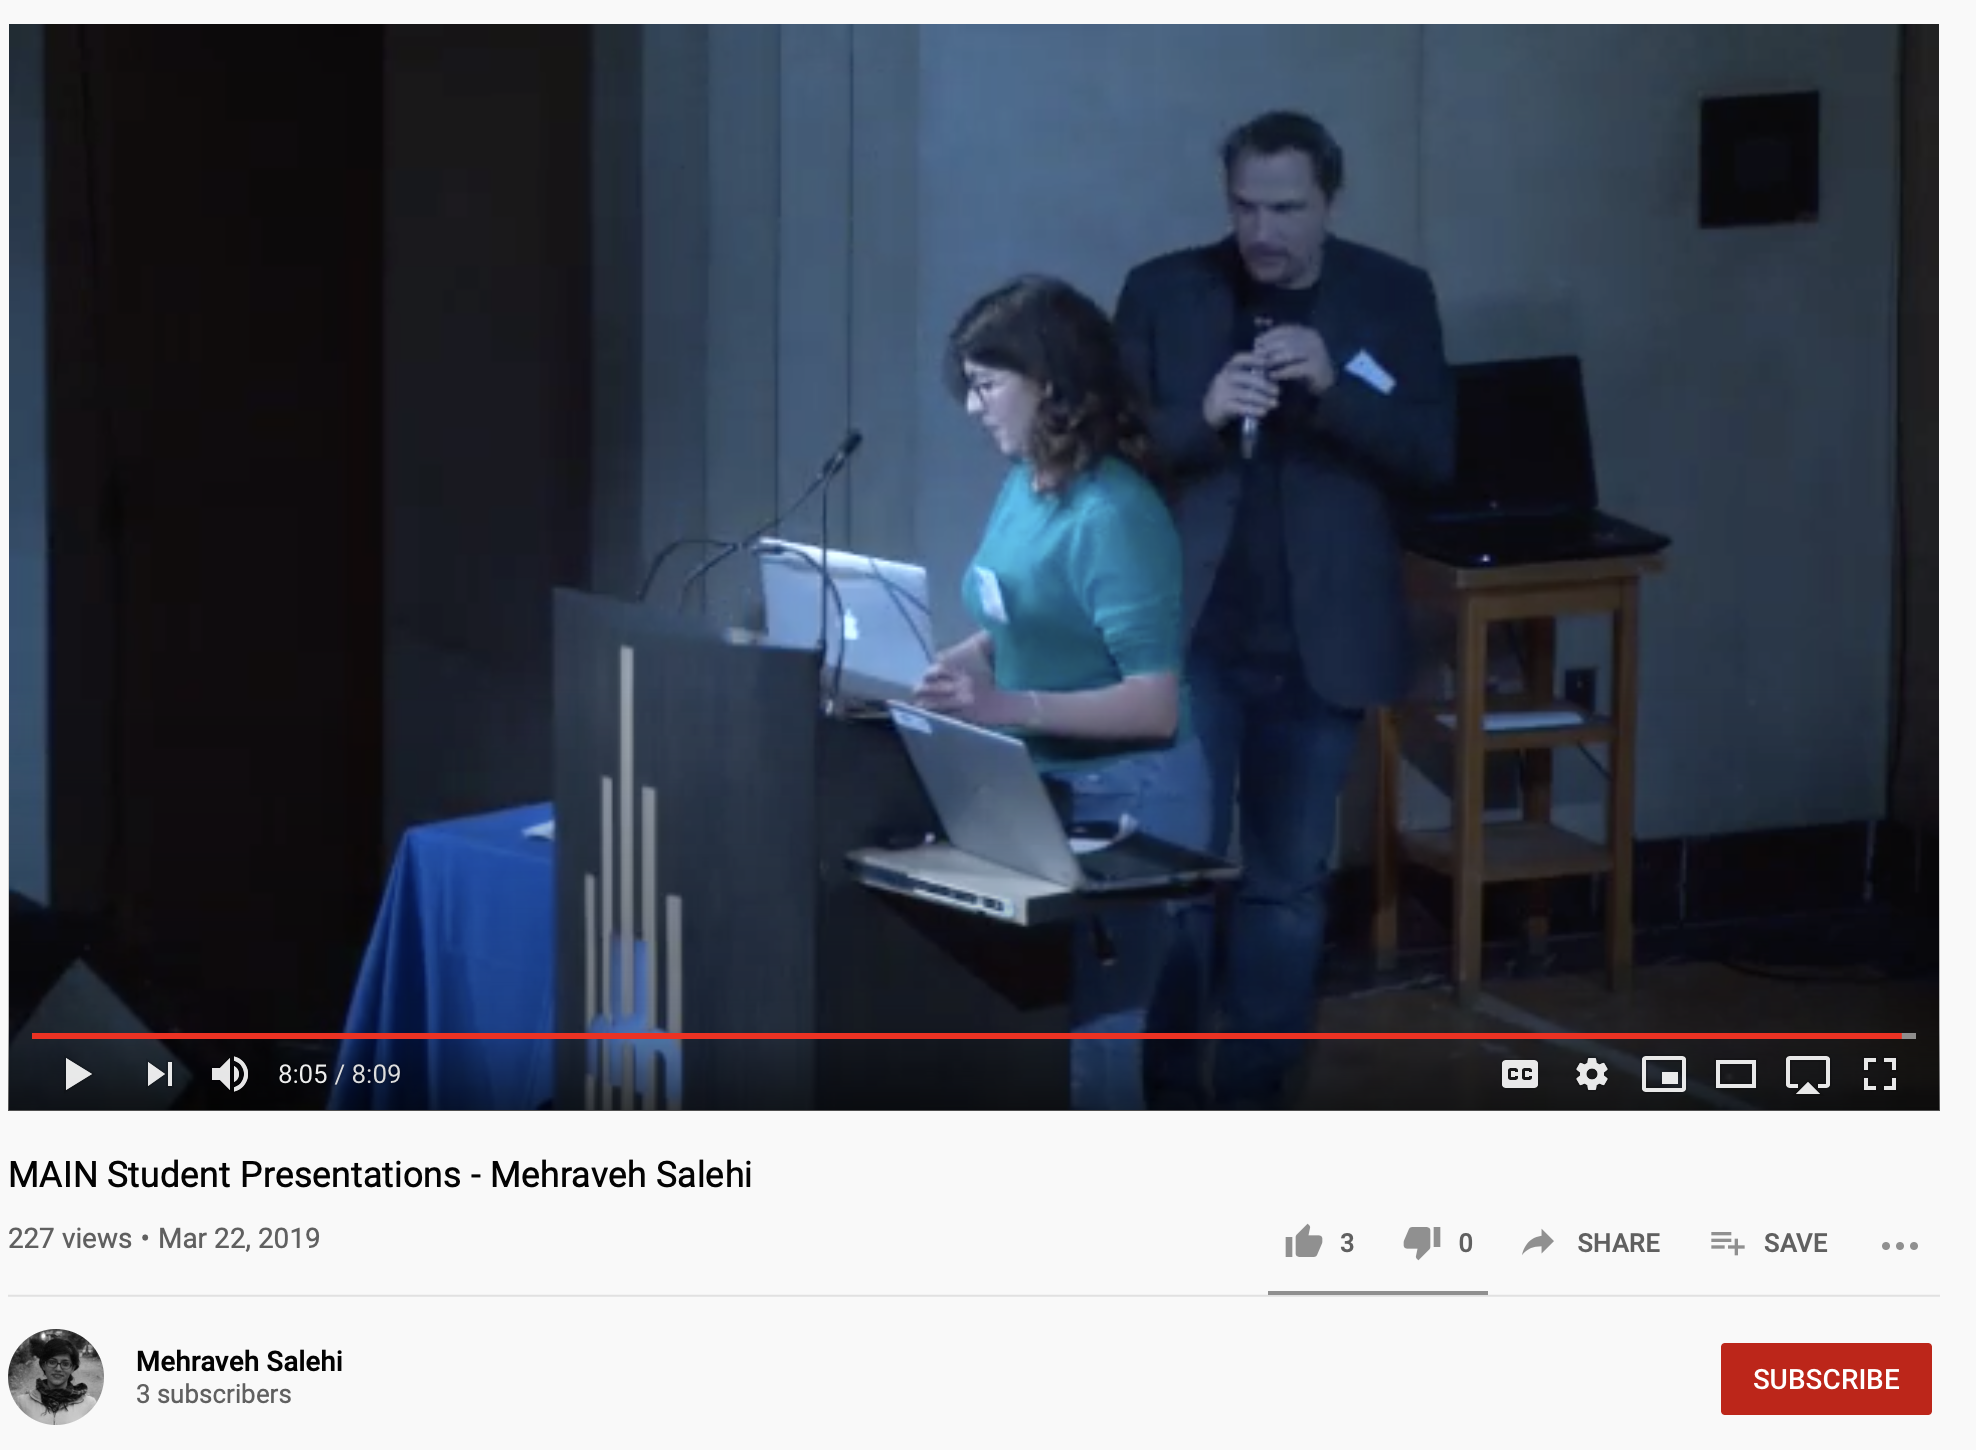 8:05 / 8:09
CC
MAIN Student Presentations - Mehraveh Salehi
227 views • Mar 22, 2019
3 0 SHARE SAVE
Mehraveh Salehi
3 subscribers
SUBSCRIBE